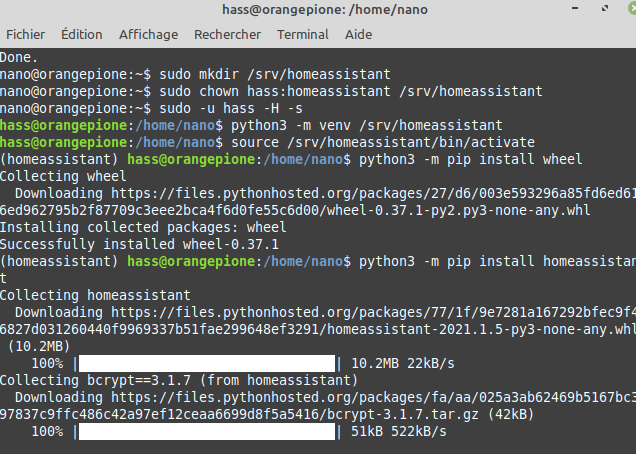 hass@orangepione: /home/nano
Fichier Édition Affichage Rechercher Terminal Aide
Done.
nano@orangepione:~$ sudo mkdir /srv/homeassistant
nano@orangepione:~$ sudo chown hass:homeassistant /srv/homeassistant
nano@orangepione:~$ sudo -u hass -H -s
hass@orangepione:/home/nano$ python3 -m venv /srv/homeassistant
hass@orangepione:/home/nano$ source /srv/homeassistant/bin/activate
(homeassistant) hass@orangepione:/home/nano$ python3 -m pip install wheel
Collecting wheel
  Downloading https://files.pythonhosted.org/packages/27/d6/003e593296a85fd6ed61
6ed962795b2f87709c3eee2bca4f6d0fe55c6d00/wheel-0.37.1-py2.py3-none-any.whl
Installing collected packages: wheel
Successfully installed wheel-0.37.1
(homeassistant) hass@orangepione:/home/nano$ python3 -m pip install homeassistan
t
Collecting homeassistant
  Downloading https://files.pythonhosted.org/packages/77/1f/9e7281a167292bfec9f4
6827d031260440f9969337b51fae299648ef3291/homeassistant-2021.1.5-py3-none-any.whl
 (10.2MB)
    100% |████████████████████████████████| 10.2MB 22kB/s
Collecting bcrypt==3.1.7 (from homeassistant)
  Downloading https://files.pythonhosted.org/packages/fa/aa/025a3ab62469b5167bc3
97837c9ffc486c42a97ef12ceaa6699d8f5a5416/bcrypt-3.1.7.tar.gz (42kB)
    100% |████████████████████████████████| 51kB 522kB/s